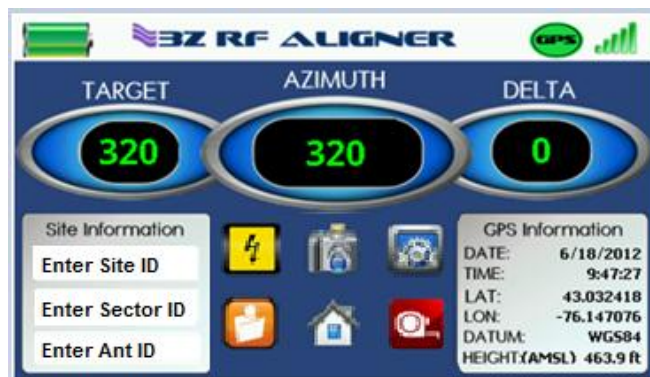 3Z RF ALIGNER
GPS
TARGET
AZIMUTH
DELTA
320
320
0
Site Information
Enter Site ID
Enter Sector ID
Enter Ant ID
GPS Information
DATE: 6/18/2012
TIME: 9:47:27
LAT: 43.032418
LON: -76.147076
DATUM: WGS84
HEIGHT:(AMSL) 463.9 ft